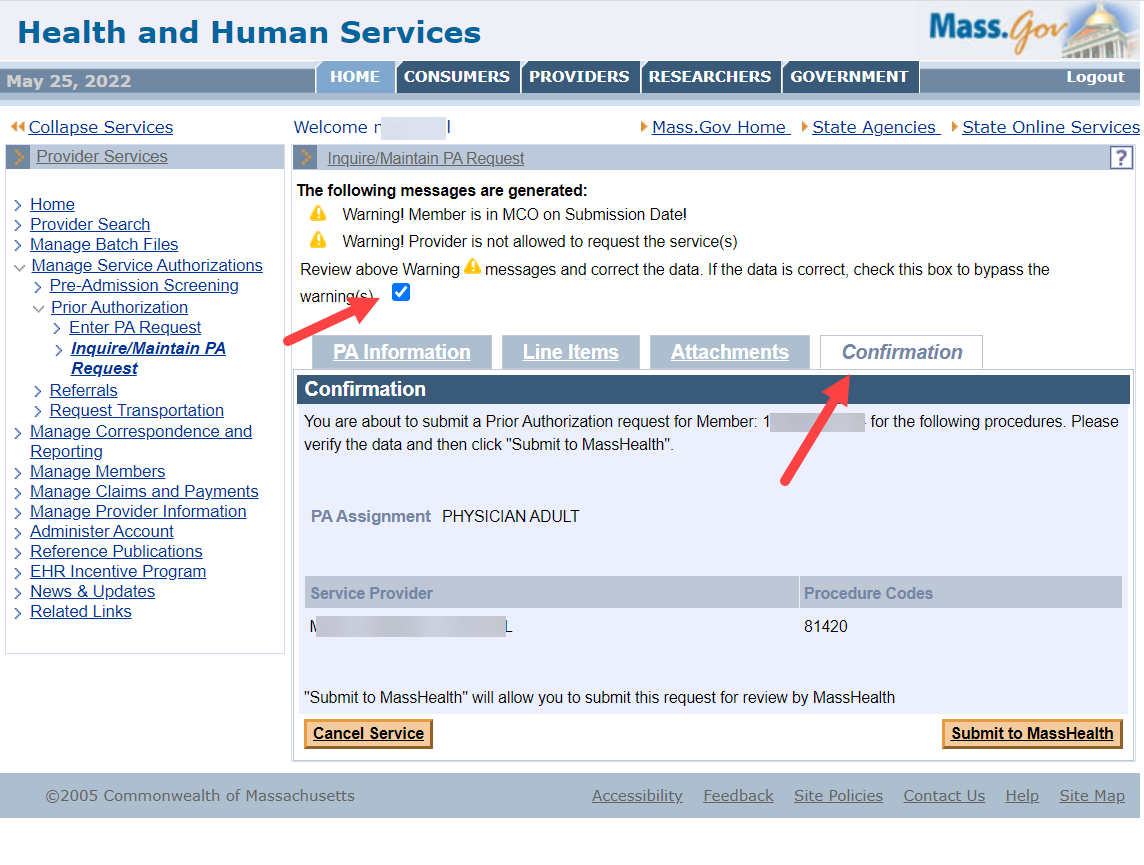 Health and Human Services
Mass.Gov
May 25, 2022
HOME CONSUMERS PROVIDERS RESEARCHERS GOVERNMENT Logout
Collapse Services
Welcome
Mass.Gov Home State Agencies State Online Services
Provider Services
Home
Provider Search
Manage Batch Files
Manage Service Authorizations
Pre-Admission Screening
Prior Authorization
Enter PA Request
Inquire/Maintain PA
Request
Referrals
Request Transportation
Manage Correspondence and
Reporting
Manage Members
Manage Claims and Payments
Manage Provider Information
Administer Account
Reference Publications
EHR Incentive Program
News & Updates
Related Links
Inquire/Maintain PA Request ?
The following messages are generated:
Warning! Member is in MCO on Submission Date!
Warning! Provider is not allowed to request the service(s)
Review above Warning messages and correct the data. If the data is correct, check this box to bypass the
warning(s)
PA Information Line Items Attachments Confirmation
Confirmation
You are about to submit a Prior Authorization request for Member: 1 for the following procedures. Please
verify the data and then click "Submit to MassHealth".
PA Assignment PHYSICIAN ADULT
Service Provider Procedure Codes
81420
"Submit to MassHealth" will allow you to submit this request for review by MassHealth
Cancel Service Submit to MassHealth
©2005 Commonwealth of Massachusetts
Accessibility Feedback Site Policies Contact Us Help Site Map